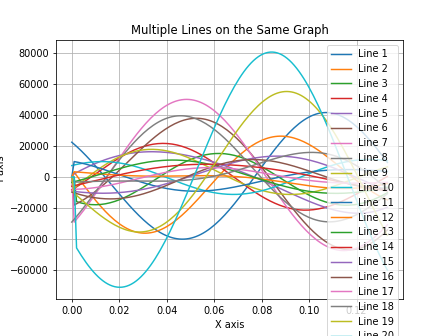 Multiple Lines on the Same Graph
80000
60000
40000
20000
0
−20000
−40000
−60000
0.00
0.02
0.04
0.06
0.08
0.10
X axis
Line 1
Line 2
Line 3
Line 4
Line 5
Line 6
Line 7
Line 8
Line 9
Line 10
Line 11
Line 12
Line 13
Line 14
Line 15
Line 16
Line 17
Line 18
Line 19
Line 20